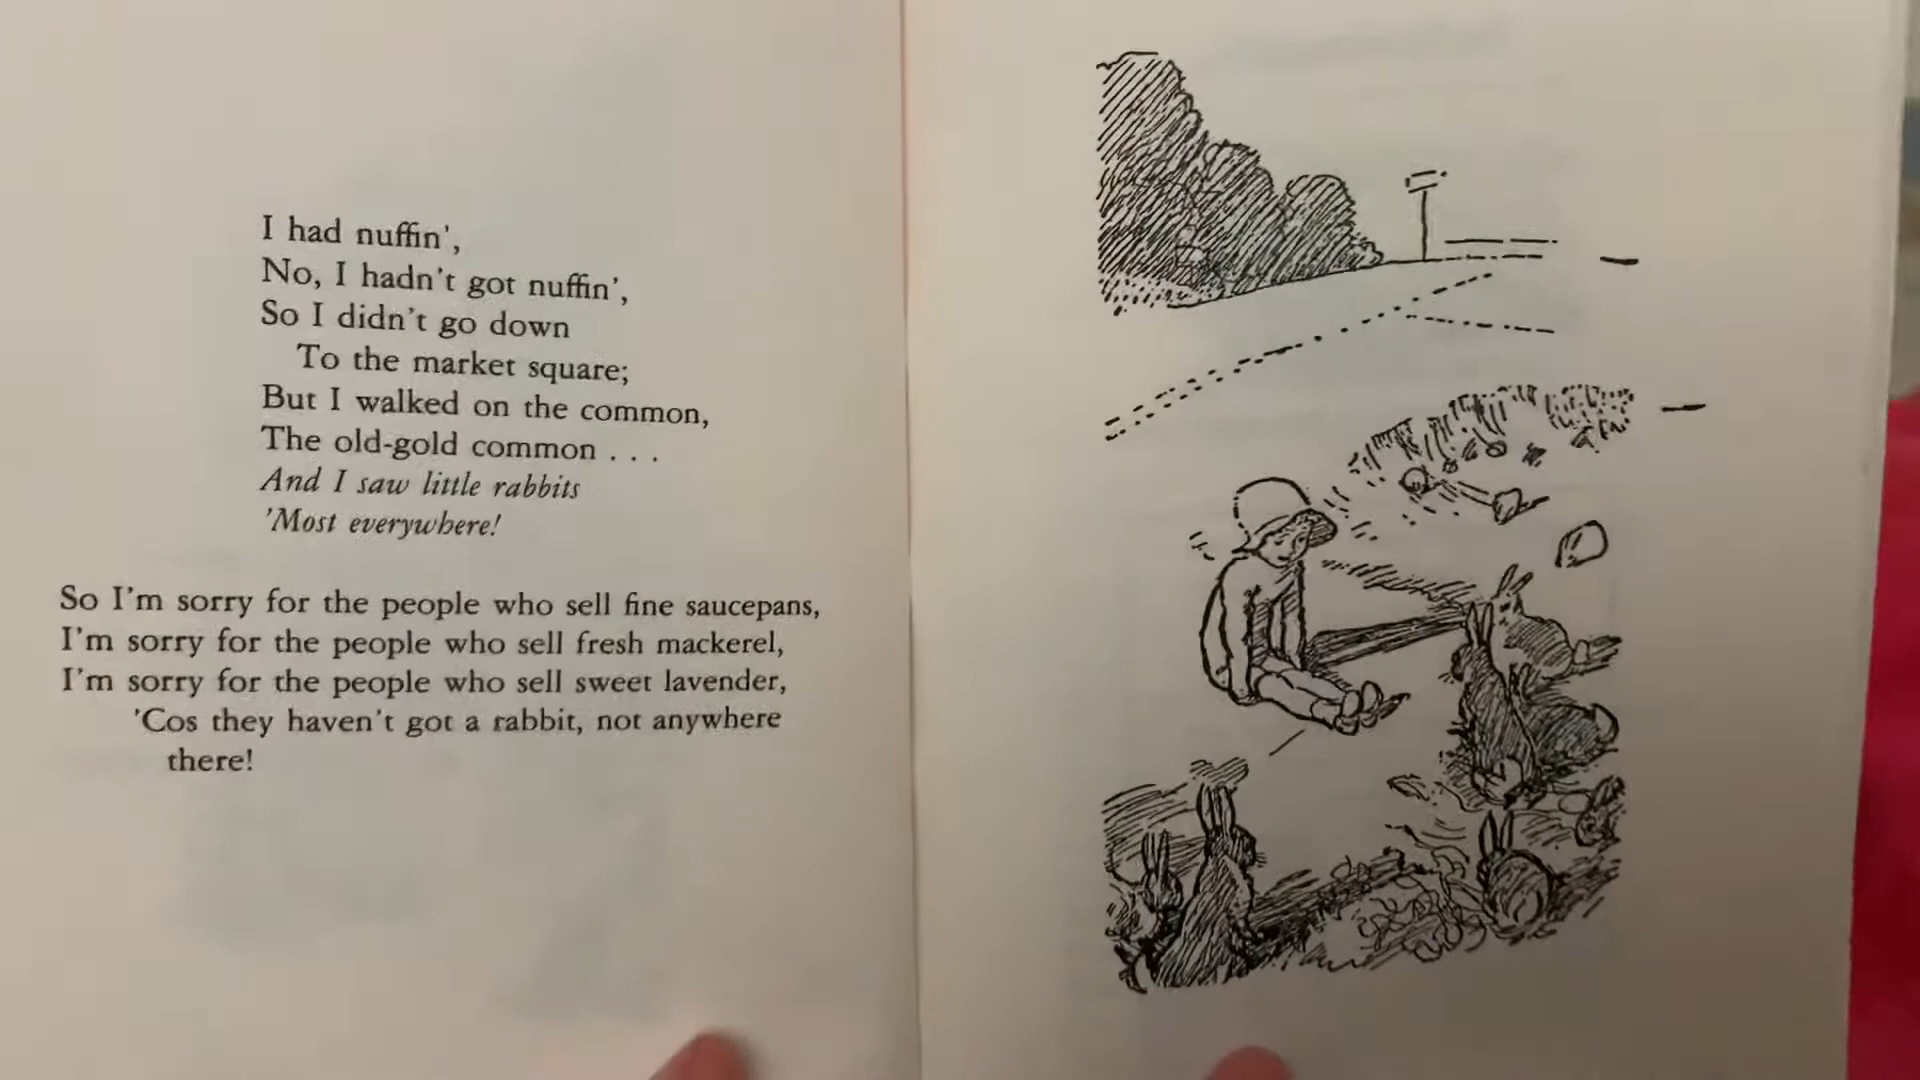 I had nuffin',
No, I hadn't got nuffin',
So I didn't go down
To the market square;
But I walked on the common,
The old-gold common . . .
And I saw little rabbits
'Most everywhere!
So I'm sorry for the people who sell fine saucepans,
I'm sorry for the people who sell fresh mackerel,
I'm sorry for the people who sell sweet lavender,
'Cos they haven't got a rabbit, not anywhere
there!